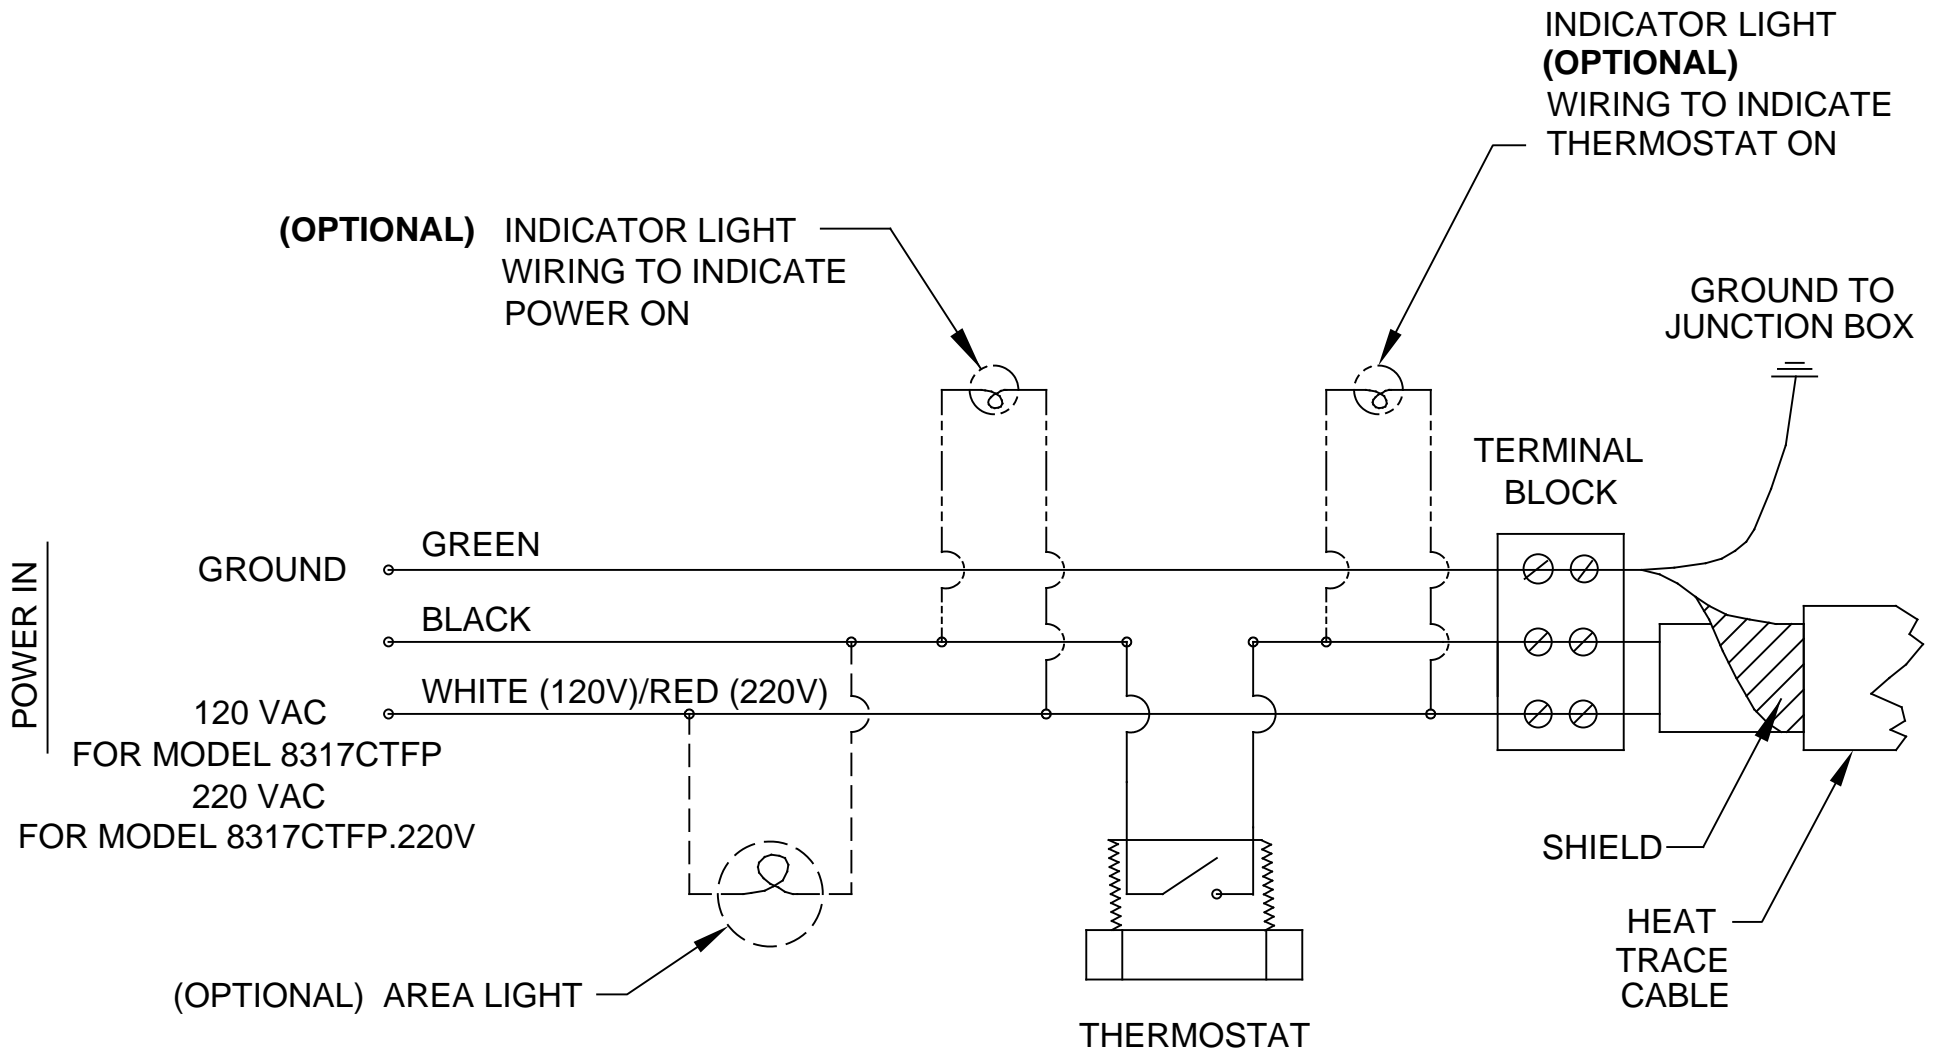 INDICATOR LIGHT
(OPTIONAL)
WIRING TO INDICATE
THERMOSTAT ON
(OPTIONAL) INDICATOR LIGHT
WIRING TO INDICATE
POWER ON
GROUND TO
JUNCTION BOX
TERMINAL
BLOCK
POWER IN
GROUND
GREEN
BLACK
WHITE (120V)/RED (220V)
120 VAC
FOR MODEL 8317CTFP
220 VAC
FOR MODEL 8317CTFP.220V
SHIELD
HEAT
TRACE
CABLE
(OPTIONAL) AREA LIGHT
THERMOSTAT